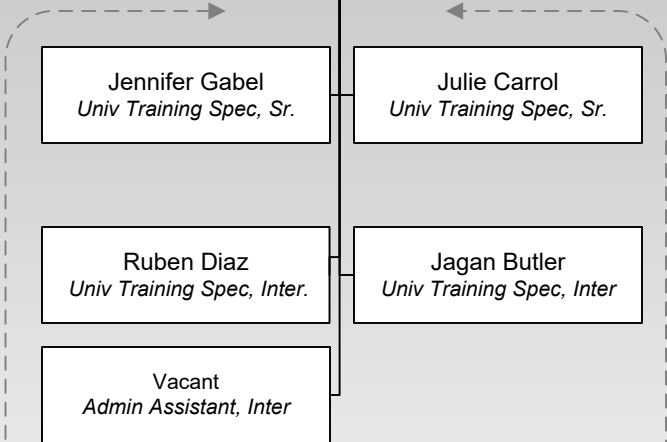 Jennifer Gabel
Univ Training Spec, Sr.
Julie Carrol
Univ Training Spec, Sr.
Ruben Diaz
Univ Training Spec, Inter.
Jagan Butler
Univ Training Spec, Inter
Vacant
Admin Assistant, Inter